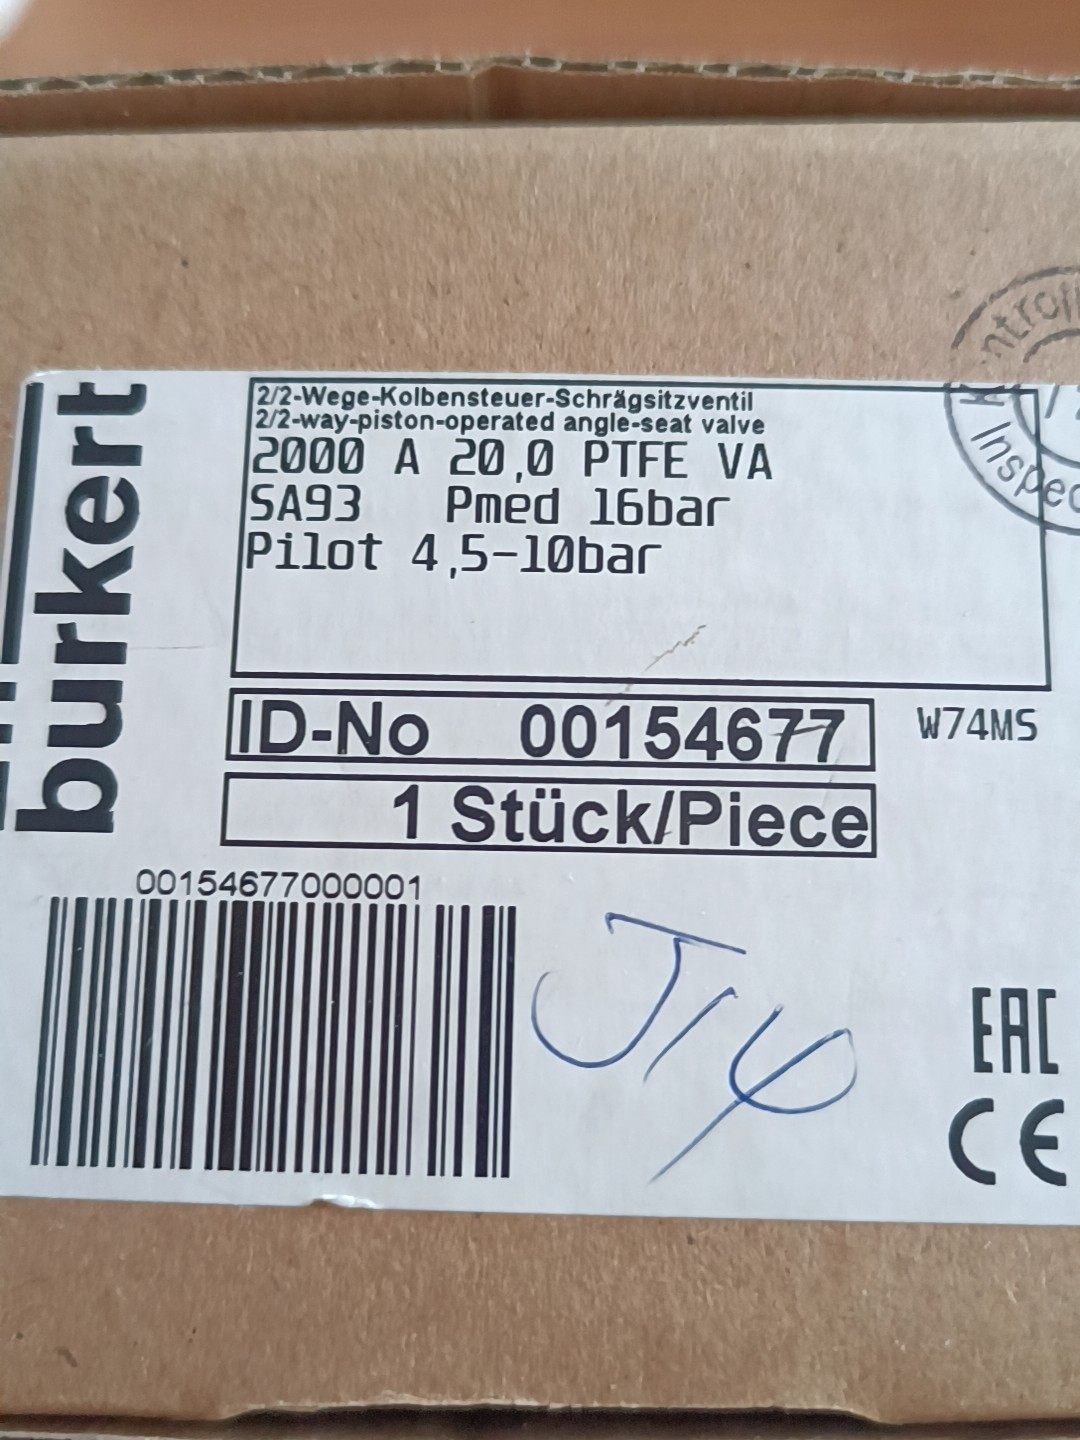 burkert
2/2-Wege-Kolbensteuer-Schrägsitzventil
2/2-way-piston-operated angle-seat valve
2000 A 20,0 PTFE VA
SA93 Pmed 16bar
Pilot 4,5-10bar
ID-No 00154677
W74MS
1 Stück/Piece
00154677000001
J14
EAC
CE